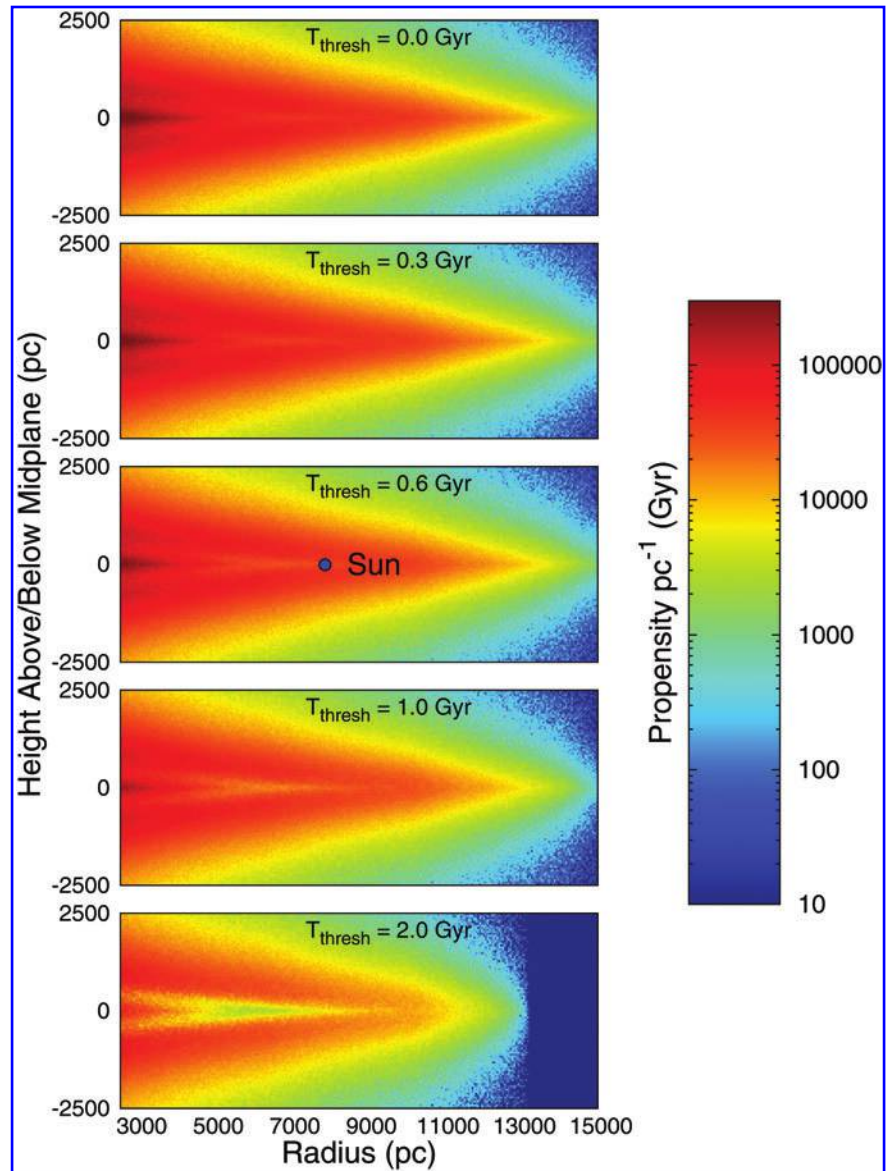 2500
T_thresh = 0.0 Gyr
0
-2500
2500
T_thresh = 0.3 Gyr
0
-2500
2500
T_thresh = 0.6 Gyr
0
Sun
-2500
2500
T_thresh = 1.0 Gyr
0
-2500
2500
T_thresh = 2.0 Gyr
0
-2500
3000 5000 7000 9000 11000 13000 15000
Radius (pc)
Height Above/Below Midplane (pc)
Propensity pc⁻¹ (Gyr)
100000
10000
1000
100
10